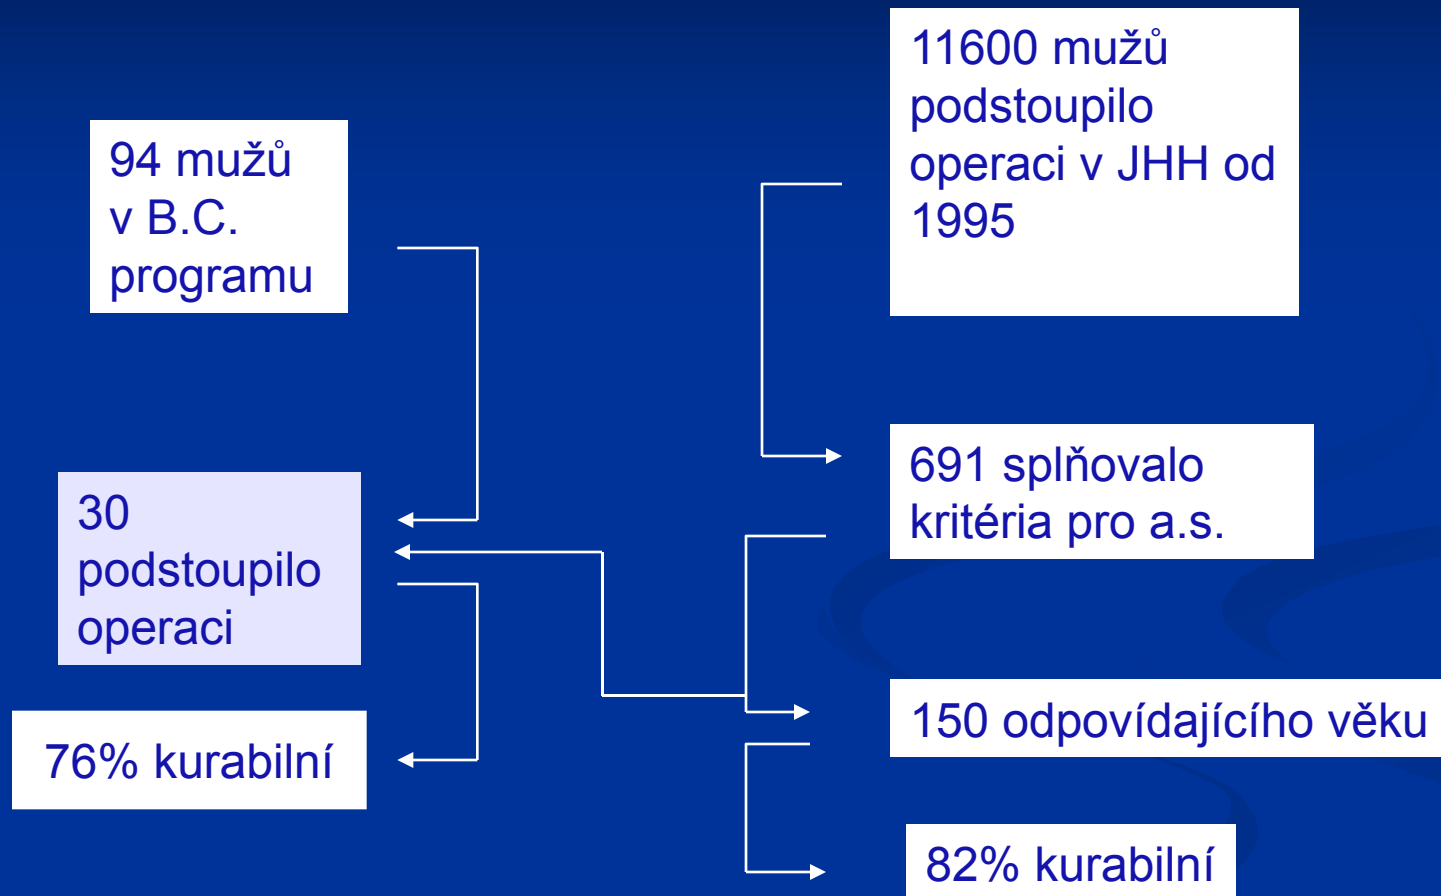 94 mužů
v B.C.
programu
30
podstoupilo
operaci
76% kurabilní
11600 mužů
podstoupilo
operaci v JHH od
1995
691 splňovalo
kritéria pro a.s.
150 odpovídajícího věku
82% kurabilní